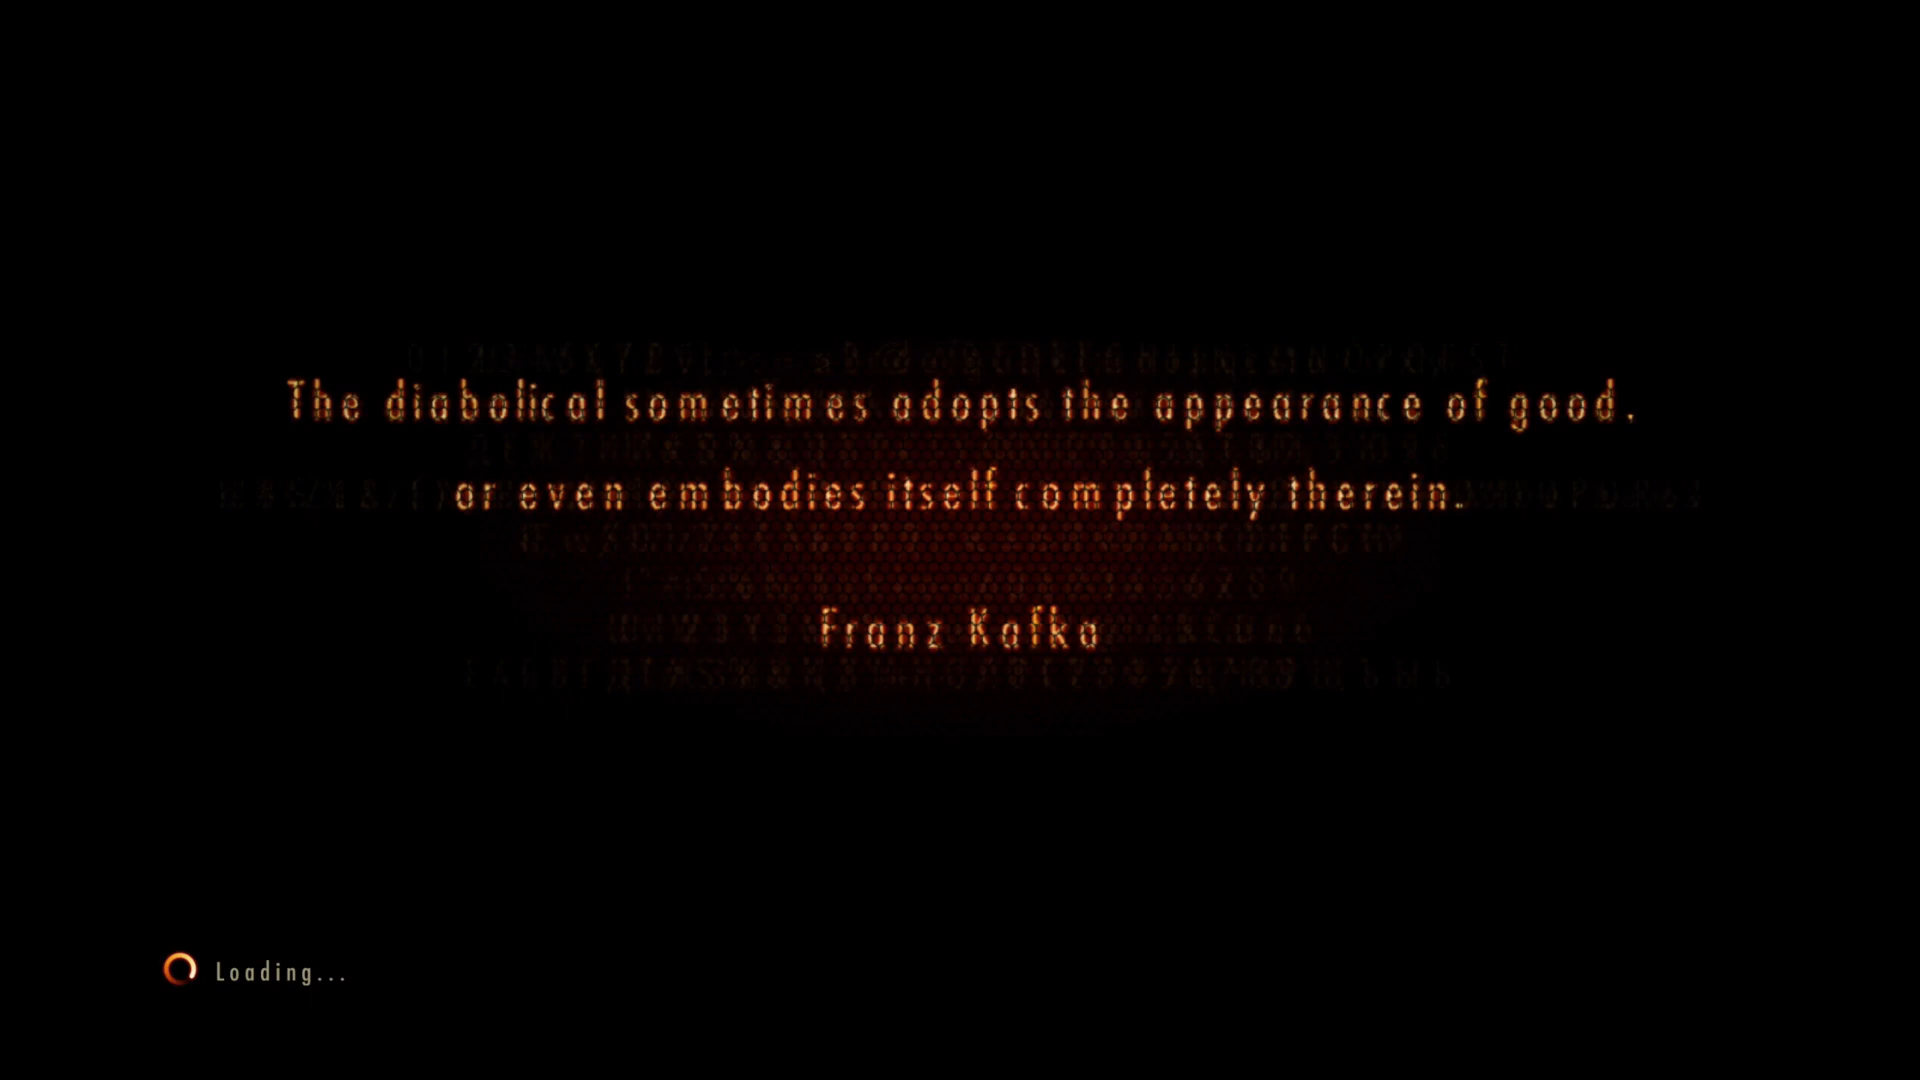 The diabolical sometimes adopts the appearance of good.
or even embodies itself completely therein.
Franz Kafka
Loading...